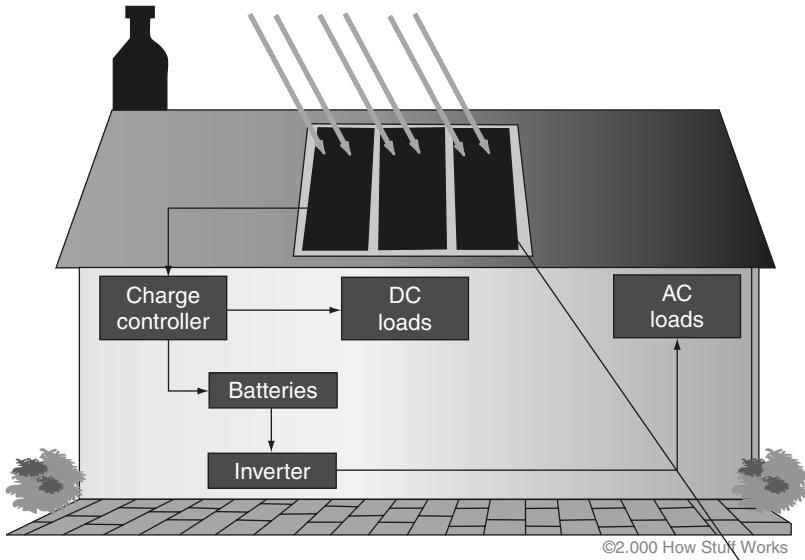 Charge
controller
DC
loads
AC
loads
Batteries
Inverter
©2.000 How Stuff Works